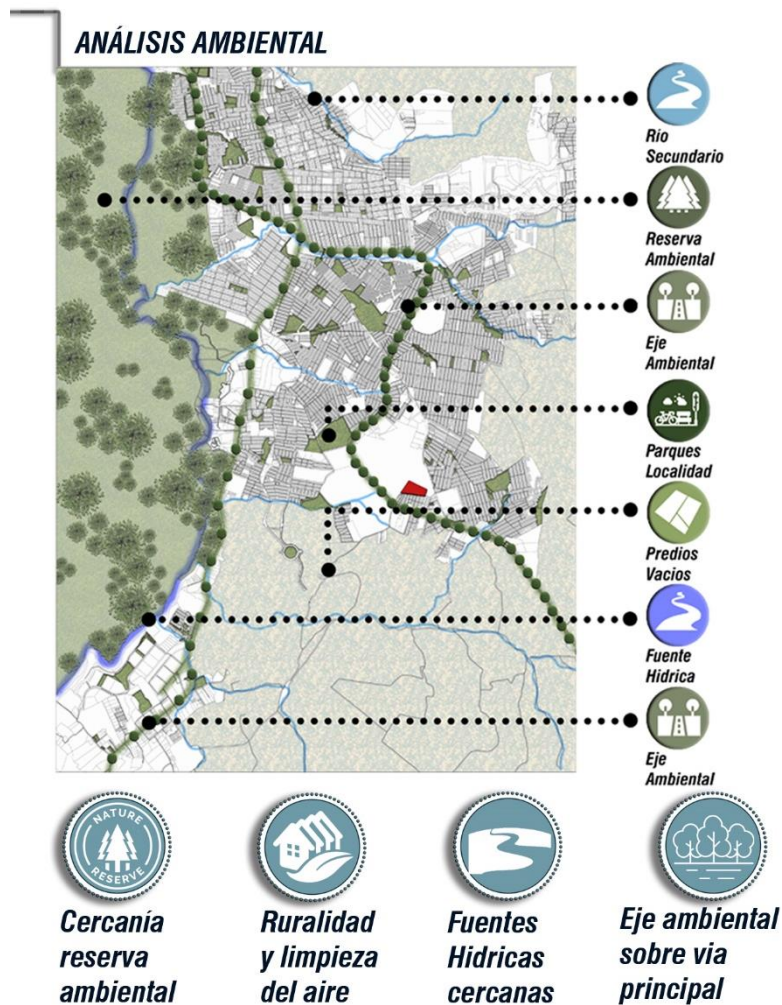 ANÁLISIS AMBIENTAL
Río
Secundario
Reserva
Ambiental
Eje
Ambiental
Parques
Localidad
Predios
Vacios
Fuente
Hidrica
Eje
Ambiental
NATURE
RESERVE
Cercanía
reserva
ambiental
Ruralidad
y limpieza
del aire
Fuentes
Hidricas
cercanas
Eje ambiental
sobre via
principal